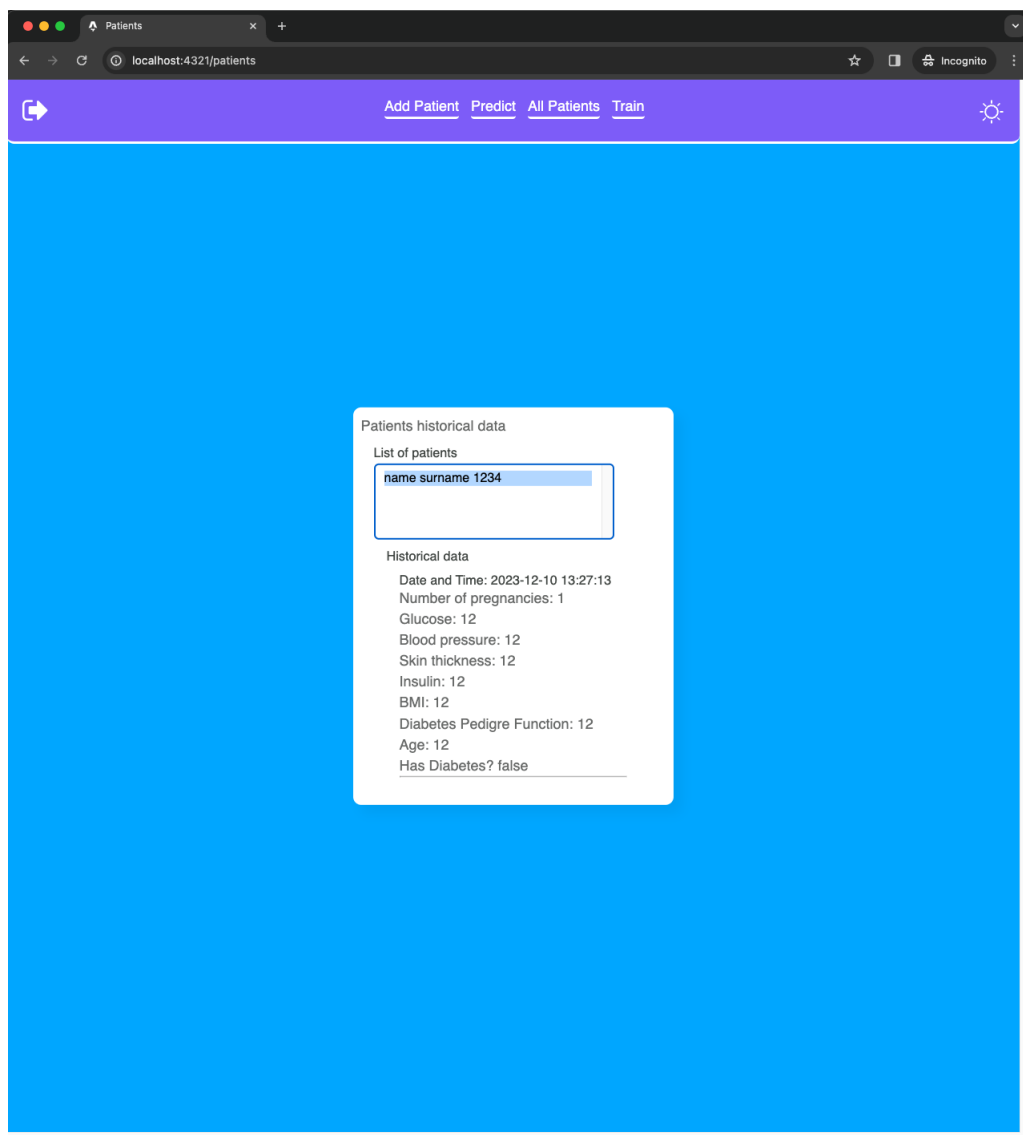 Patients
localhost:4321/patients
Incognito
Add Patient Predict All Patients Train
Patients historical data
List of patients
name surname 1234
Historical data
Date and Time: 2023-12-10 13:27:13
Number of pregnancies: 1
Glucose: 12
Blood pressure: 12
Skin thickness: 12
Insulin: 12
BMI: 12
Diabetes Pedigre Function: 12
Age: 12
Has Diabetes? false